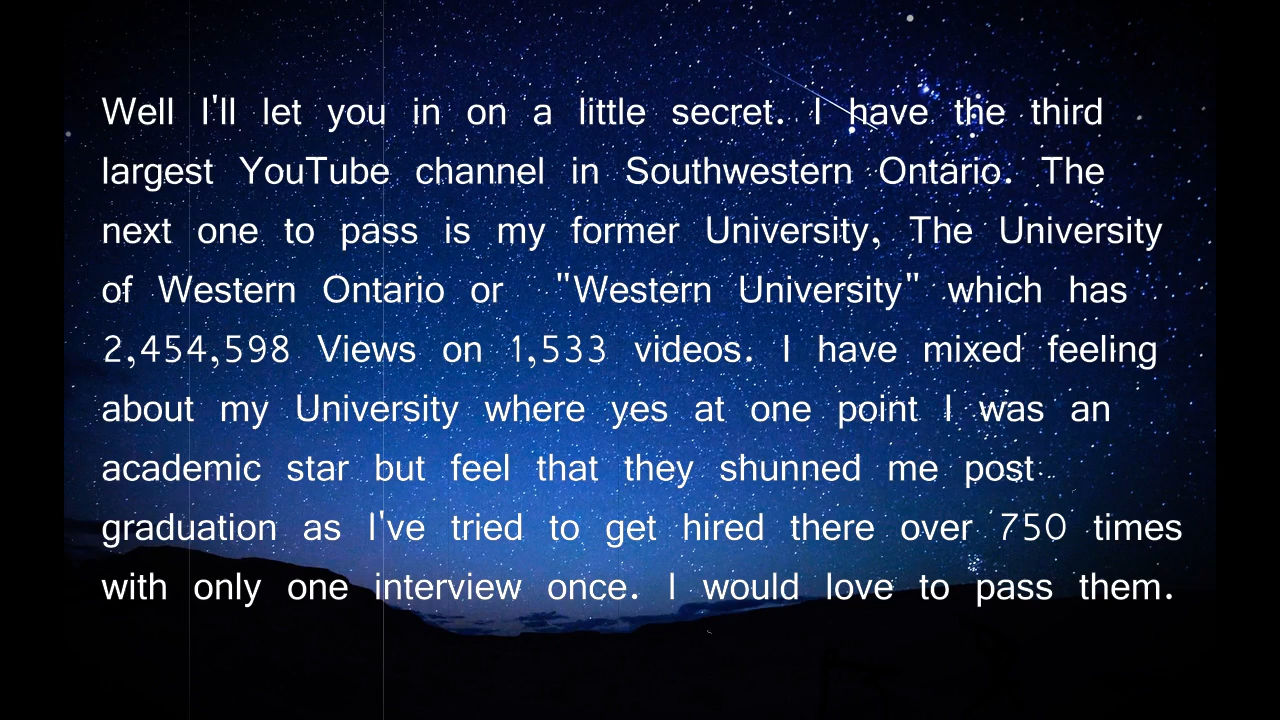 Well I'll let you in on a little secret. I have the third
largest YouTube channel in Southwestern Ontario. The
next one to pass is my former University, The University
of Western Ontario or "Western University" which has
2,454,598 Views on 1,533 videos. I have mixed feeling
about my University where yes at one point I was an
academic star but feel that they shunned me post
graduation as I've tried to get hired there over 750 times
with only one interview once. I would love to pass them.